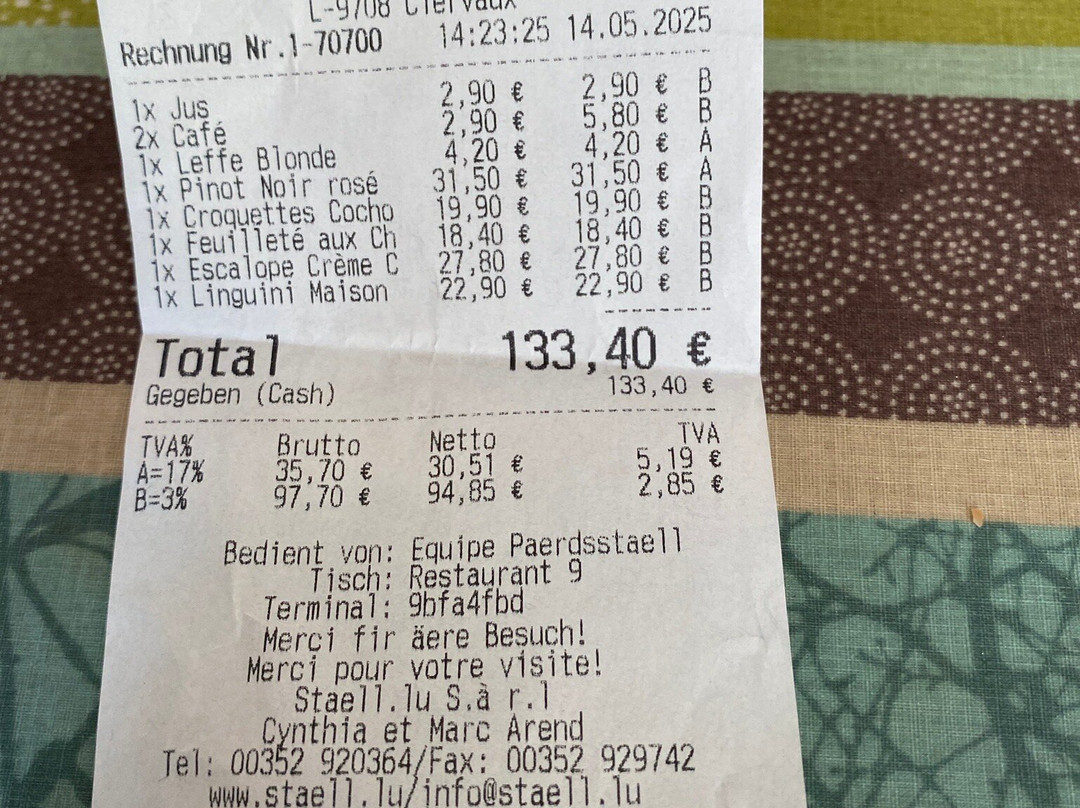 L-9708 Clervaux
Rechnung Nr.1-70700 14:23:25 14.05.2025
1x Jus 2,90 € 2,90 € B
2x Café 2,90 € 5,80 € B
1x Leffe Blonde 4,20 € 4,20 € A
1x Pinot Noir rosé 31,50 € 31,50 € A
1x Croquettes Cocho 19,90 € 19,90 € B
1x Feuilleté aux Ch 18,40 € 18,40 € B
1x Escalope Crème C 27,80 € 27,80 € B
1x Linguini Maison 22,90 € 22,90 € B
Total 133,40 €
Gegeben (Cash) 133,40 €
TVA% Brutto Netto TVA
A=17% 35,70 € 30,51 € 5,19 €
B=3% 97,70 € 94,85 € 2,85 €
Bedient von: Equipe Paerdsstaell
Tisch: Restaurant 9
Terminal: 9bfa4fbd
Merci fir äere Besuch!
Merci pour votre visite!
Staell.lu S.à r.l
Cynthia et Marc Arend
Tel: 00352 920364/Fax: 00352 929742
www.staell.lu/info@staell.lu